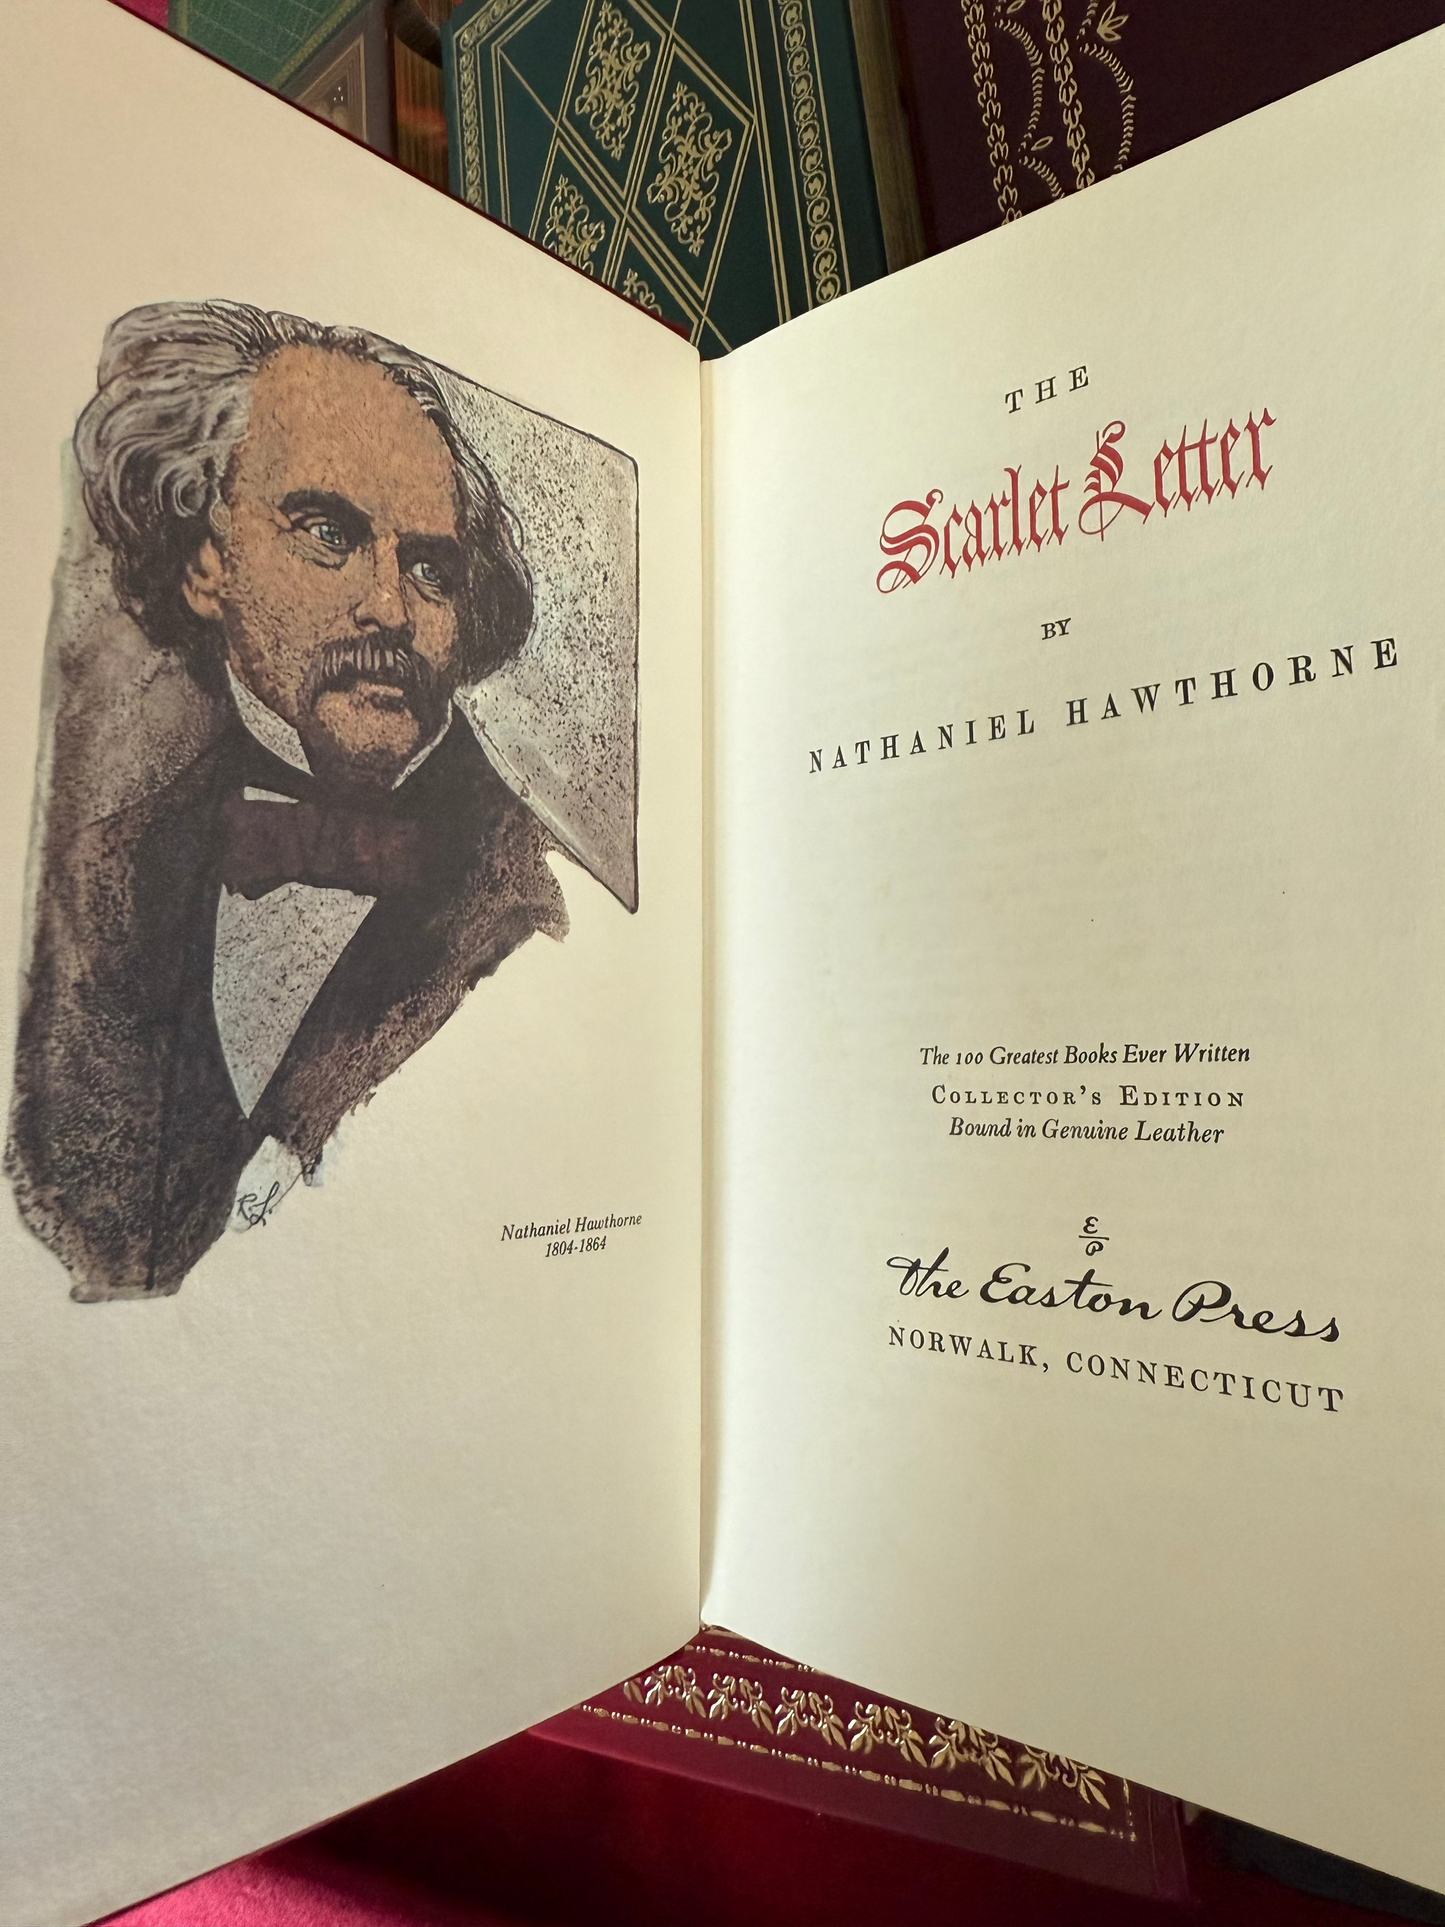 R.L.
Nathaniel Hawthorne
1804-1864
THE
Scarlet Letter
BY
NATHANIEL HAWTHORNE
The 100 Greatest Books Ever Written
COLLECTOR'S EDITION
Bound in Genuine Leather
E
P
The Easton Press
NORWALK, CONNECTICUT